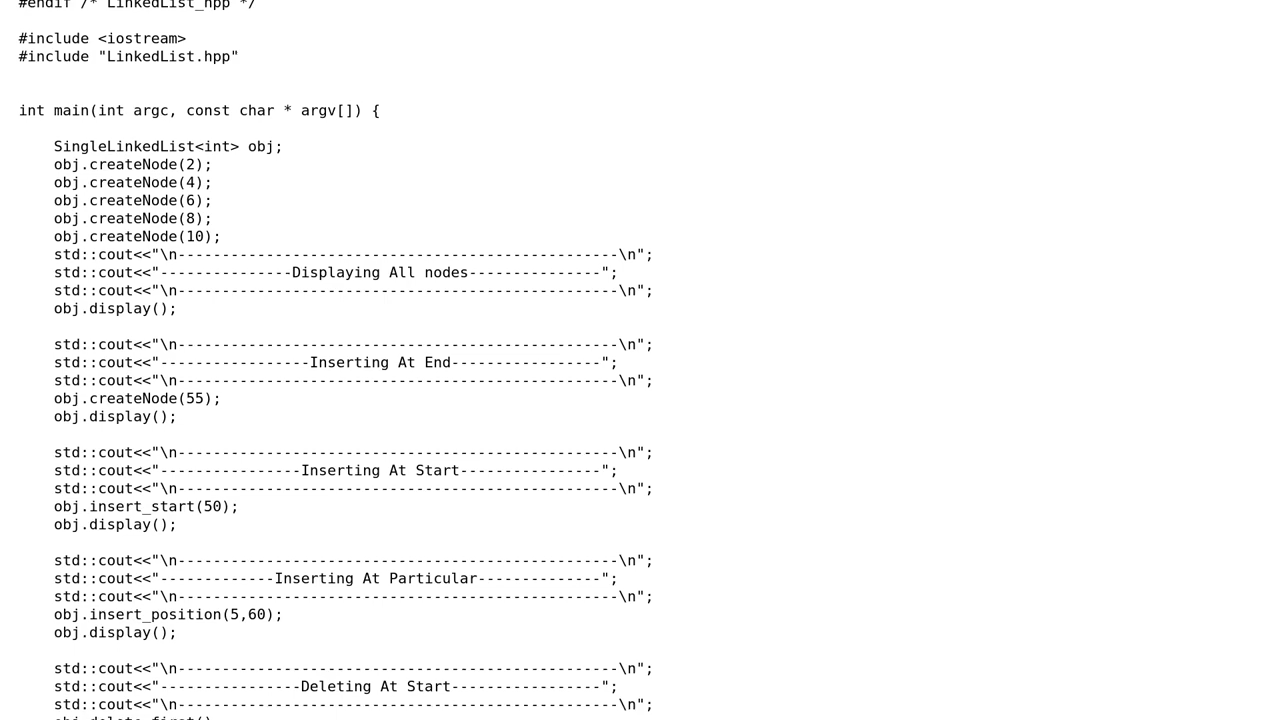 #endif /* LinkedList_hpp */
#include <iostream>
#include "LinkedList.hpp"
int main(int argc, const char * argv[]) {
SingleLinkedList<int> obj;
obj.createNode(2);
obj.createNode(4);
obj.createNode(6);
obj.createNode(8);
obj.createNode(10);
std::cout<<"\n--------------------------------------------------\n";
std::cout<<"---------------Displaying All nodes---------------";
std::cout<<"\n--------------------------------------------------\n";
obj.display();
std::cout<<"\n--------------------------------------------------\n";
std::cout<<"-----------------Inserting At End-----------------";
std::cout<<"\n--------------------------------------------------\n";
obj.createNode(55);
obj.display();
std::cout<<"\n--------------------------------------------------\n";
std::cout<<"----------------Inserting At Start----------------";
std::cout<<"\n--------------------------------------------------\n";
obj.insert_start(50);
obj.display();
std::cout<<"\n--------------------------------------------------\n";
std::cout<<"-------------Inserting At Particular--------------";
std::cout<<"\n--------------------------------------------------\n";
obj.insert_position(5,60);
obj.display();
std::cout<<"\n--------------------------------------------------\n";
std::cout<<"----------------Deleting At Start-----------------";
std::cout<<"\n--------------------------------------------------\n";